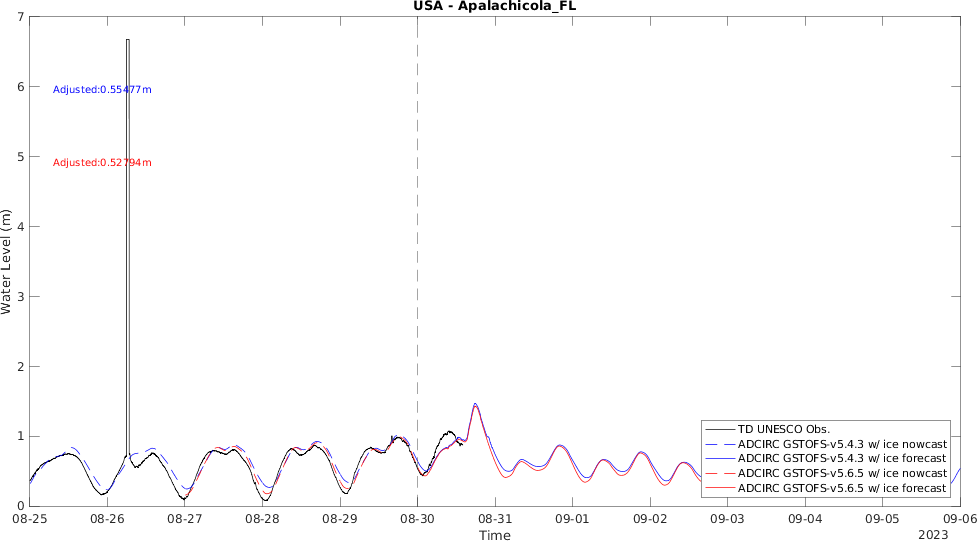 USA - Apalachicola_FL
7
6
5
4
3
2
1
0
Water Level (m)
Adjusted:0.55477m
Adjusted:0.52794m
TD UNESCO Obs.
ADCIRC GSTOFS-v5.4.3 w/ ice nowcast
ADCIRC GSTOFS-v5.4.3 w/ ice forecast
ADCIRC GSTOFS-v5.6.5 w/ ice nowcast
ADCIRC GSTOFS-v5.6.5 w/ ice forecast
08-25 08-26 08-27 08-28 08-29 08-30 08-31 09-01 09-02 09-03 09-04 09-05 09-06
Time
2023